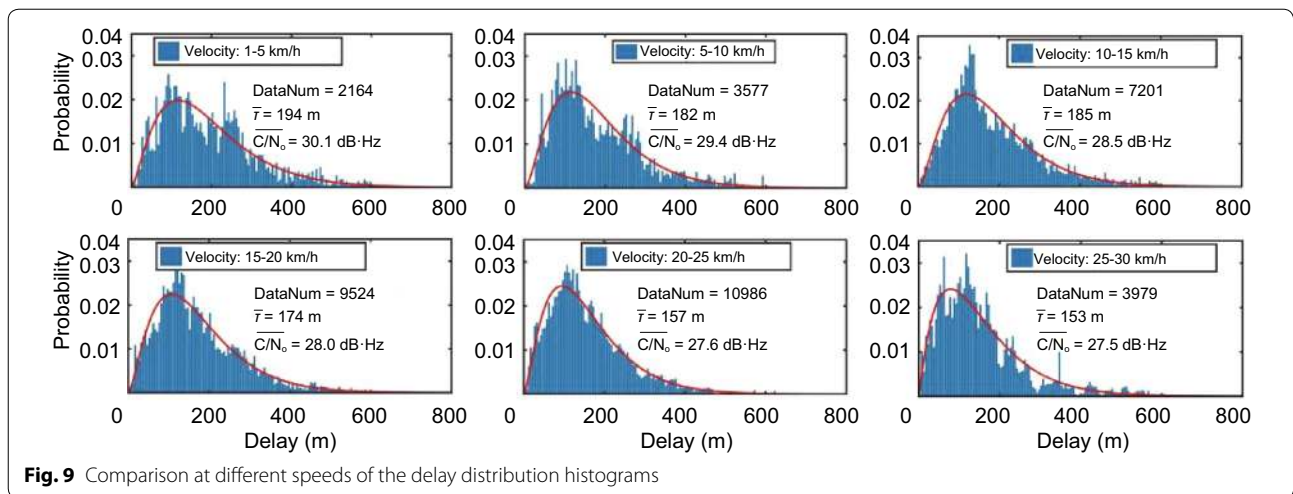 0.04
0.03
0.02
0.01
Probability
Velocity: 1-5 km/h
DataNum = 2164
τ̅ = 194 m
C/N₀ = 30.1 dB·Hz
0 200 400 600 800
0.04
0.03
0.02
0.01
Velocity: 5-10 km/h
DataNum = 3577
τ̅ = 182 m
C/N₀ = 29.4 dB·Hz
0 200 400 600 800
0.04
0.03
0.02
0.01
Velocity: 10-15 km/h
DataNum = 7201
τ̅ = 185 m
C/N₀ = 28.5 dB·Hz
0 200 400 600 800
0.04
0.03
0.02
0.01
Probability
Velocity: 15-20 km/h
DataNum = 9524
τ̅ = 174 m
C/N₀ = 28.0 dB·Hz
0 200 400 600 800
Delay (m)
0.04
0.03
0.02
0.01
Velocity: 20-25 km/h
DataNum = 10986
τ̅ = 157 m
C/N₀ = 27.6 dB·Hz
0 200 400 600 800
Delay (m)
0.04
0.03
0.02
0.01
Velocity: 25-30 km/h
DataNum = 3979
τ̅ = 153 m
C/N₀ = 27.5 dB·Hz
0 200 400 600 800
Delay (m)
Fig. 9 Comparison at different speeds of the delay distribution histograms